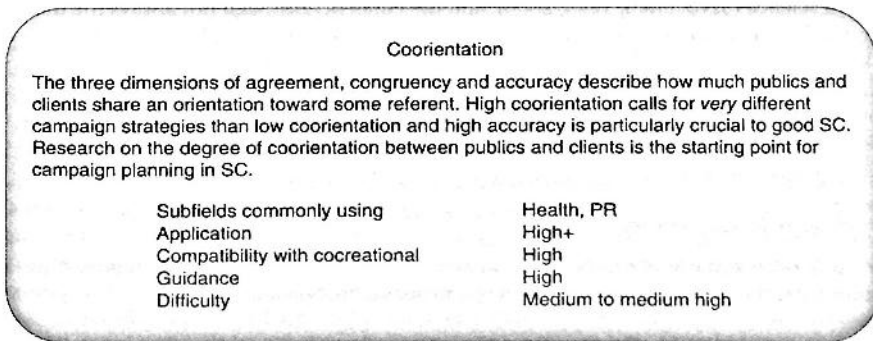 Coorientation
The three dimensions of agreement, congruency and accuracy describe how much publics and
clients share an orientation toward some referent. High coorientation calls for very different
campaign strategies than low coorientation and high accuracy is particularly crucial to good SC.
Research on the degree of coorientation between publics and clients is the starting point for
campaign planning in SC.
Subfields commonly using Health, PR
Application High+
Compatibility with cocreational High
Guidance High
Difficulty Medium to medium high